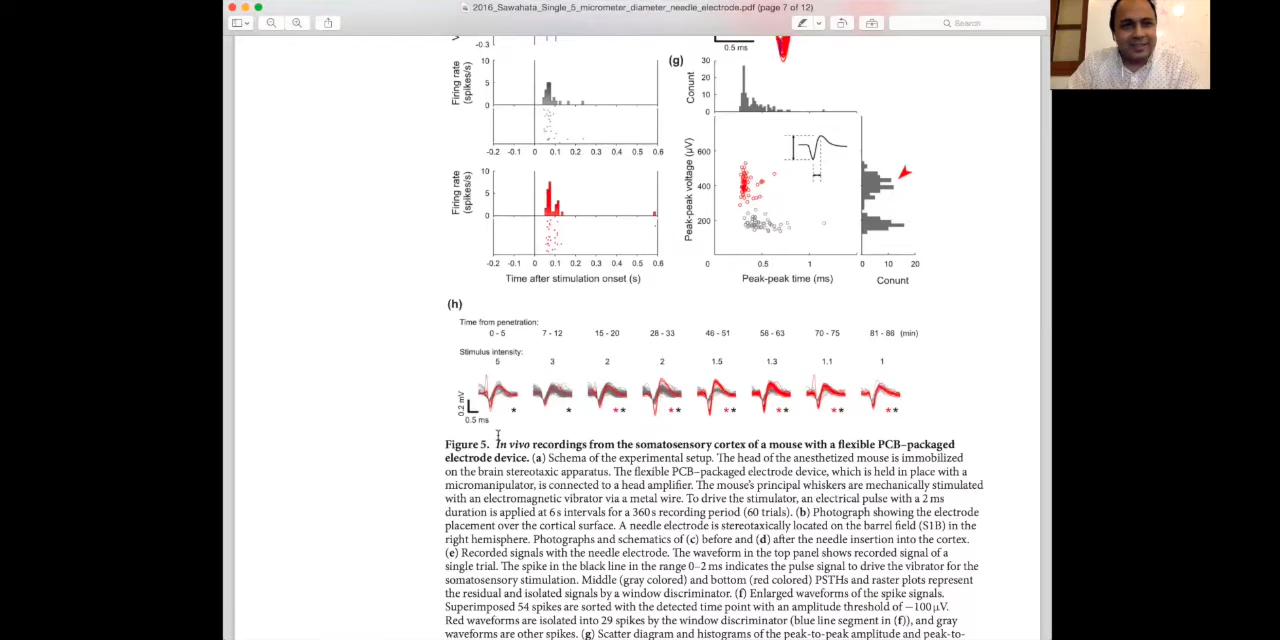 2016_Sawahata_Single_5_micrometer_diameter_needle_electrode.pdf (page 7 of 12)
Search
-0.3
0.5 ms
Firing rate
(spikes/s)
10
5
0
-0.2 -0.1 0 0.1 0.2 0.3 0.4 0.5 0.6
Firing rate
(spikes/s)
10
5
0
-0.2 -0.1 0 0.1 0.2 0.3 0.4 0.5 0.6
Time after stimulation onset (s)
(g)
Count
30
20
10
0
Peak-peak voltage (μV)
600
400
200
0 0.5 1
Peak-peak time (ms)
0 10 20
Conunt
(h)
Time from penetration:
0 - 5 7 - 12 15 - 20 28 - 33 46 - 51 58 - 63 70 - 75 81 - 86 (min)
Stimulus intensity:
5 3 2 2 1.5 1.3 1.1 1
0.2 mV
0.5 ms
* * ** ** ** ** ** **
Figure 5. In vivo recordings from the somatosensory cortex of a mouse with a flexible PCB–packaged
electrode device. (a) Schema of the experimental setup. The head of the anesthetized mouse is immobilized
on the brain stereotaxic apparatus. The flexible PCB–packaged electrode device, which is held in place with a
micromanipulator, is connected to a head amplifier. The mouse's principal whiskers are mechanically stimulated
with an electromagnetic vibrator via a metal wire. To drive the stimulator, an electrical pulse with a 2 ms
duration is applied at 6 s intervals for a 360 s recording period (60 trials). (b) Photograph showing the electrode
placement over the cortical surface. A needle electrode is stereotaxically located on the barrel field (S1B) in the
right hemisphere. Photographs and schematics of (c) before and (d) after the needle insertion into the cortex.
(e) Recorded signals with the needle electrode. The waveform in the top panel shows recorded signal of a
single trial. The spike in the black line in the range 0–2 ms indicates the pulse signal to drive the vibrator for the
somatosensory stimulation. Middle (gray colored) and bottom (red colored) PSTHs and raster plots represent
the residual and isolated signals by a window discriminator. (f) Enlarged waveforms of the spike signals.
Superimposed 54 spikes are sorted with the detected time point with an amplitude threshold of −100 μV.
Red waveforms are isolated into 29 spikes by the window discriminator (blue line segment in (f)), and gray
waveforms are other spikes. (g) Scatter diagram and histograms of the peak-to-peak amplitude and peak-to-